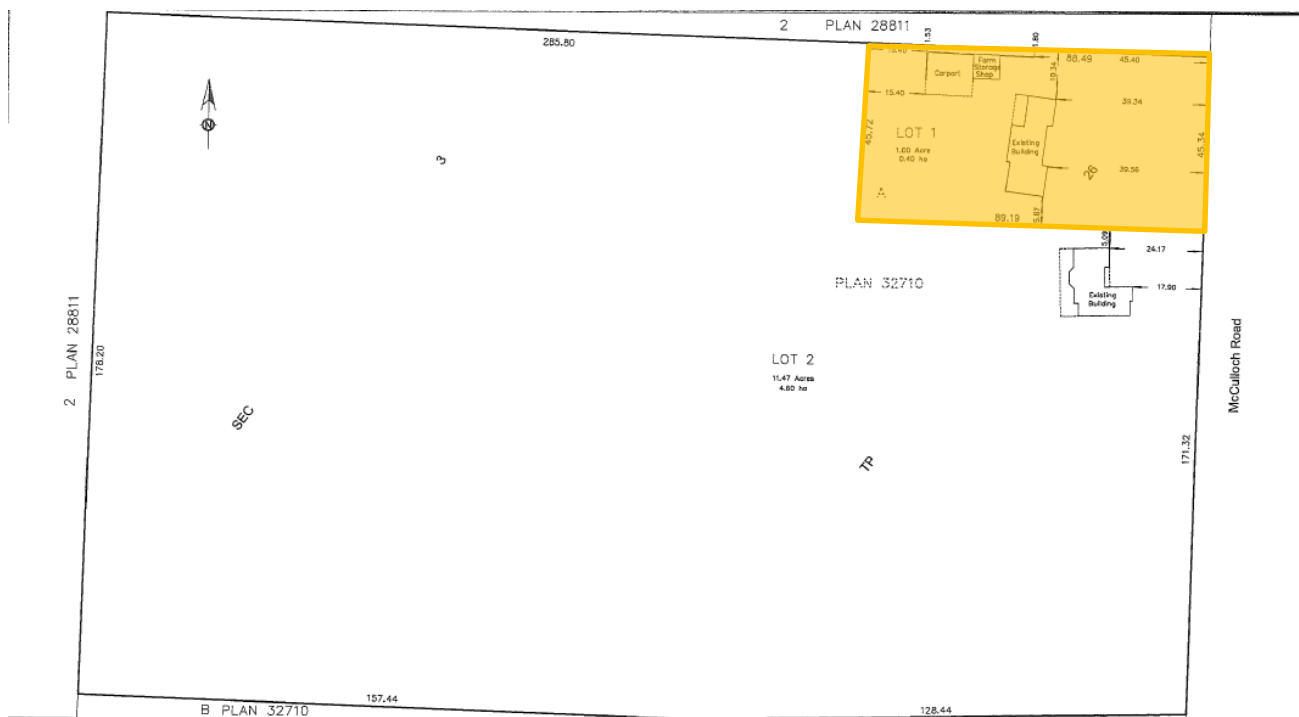 2 PLAN 28811
285.80
1.53
1.80
15.40
88.49
45.40
Carport
Farm
Storage
Shop
10.34
15.40
39.34
45.72
LOT 1
1.00 Acre
0.40 ha
Existing
Building
45.34
26
39.56
A
89.19
5.09
24.17
PLAN 32710
17.90
Existing
Building
3
N
2 PLAN 28811
178.20
LOT 2
11.47 Acres
4.60 ha
McCulloch Road
SEC
TP
171.32
157.44
B PLAN 32710
128.44